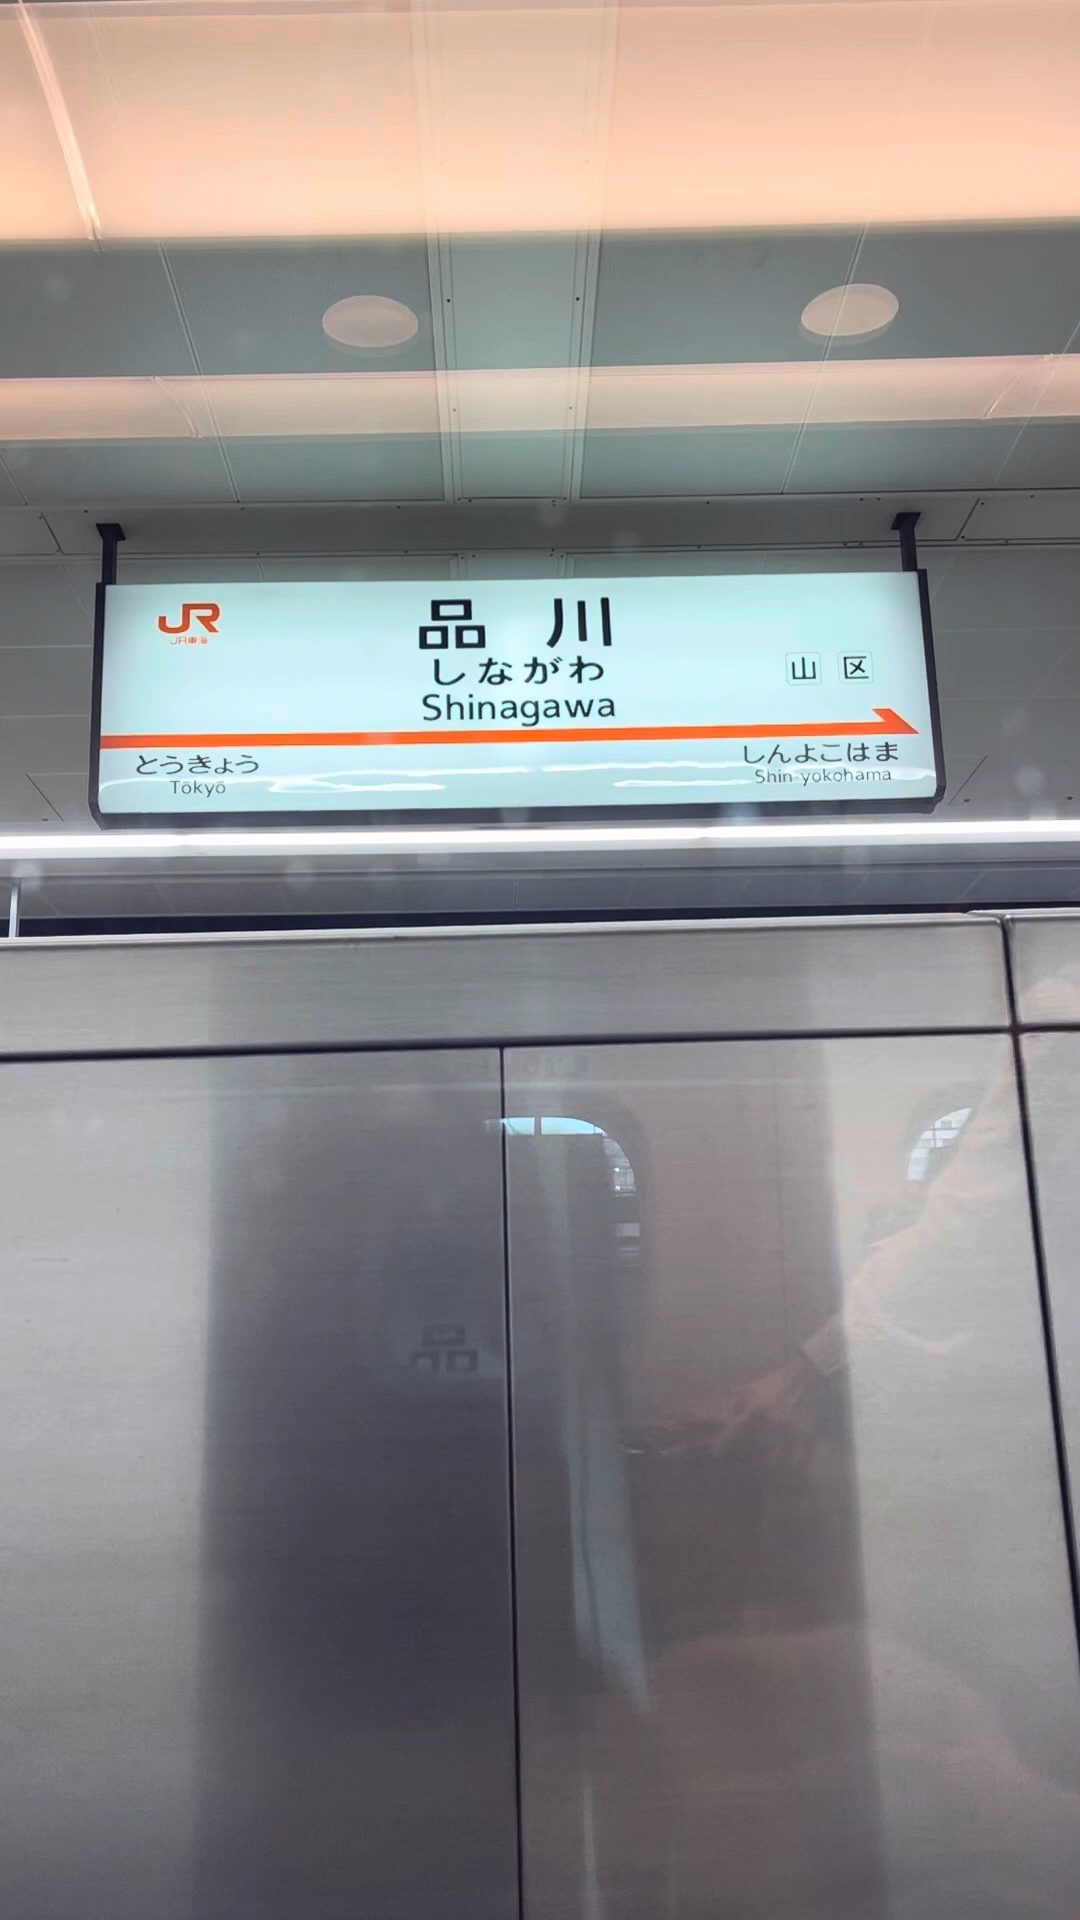 JR
JR東海
品川
しながわ
Shinagawa
山 区
とうきょう
Tōkyō
しんよこはま
Shin-yokohama
品